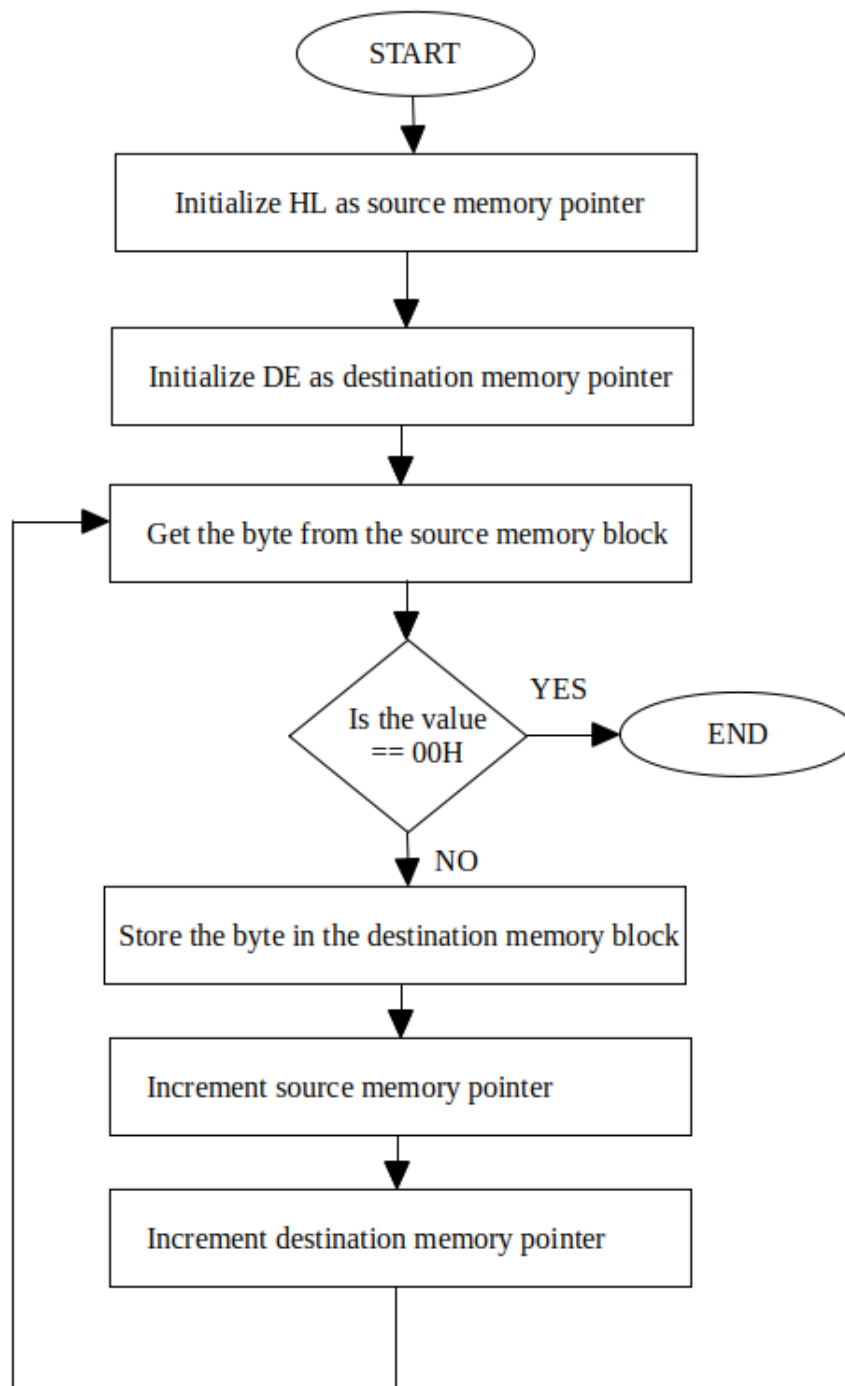 START
Initialize HL as source memory pointer
Initialize DE as destination memory pointer
Get the byte from the source memory block
Is the value
== 00H
YES
END
NO
Store the byte in the destination memory block
Increment source memory pointer
Increment destination memory pointer